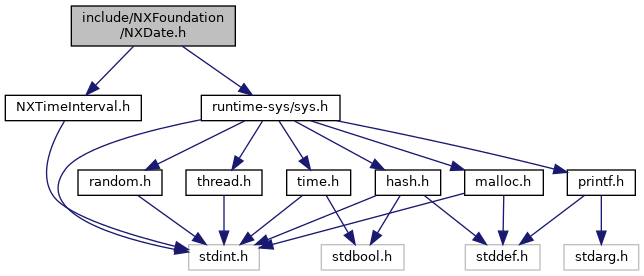 include/NXFoundation
/NXDate.h
NXTimeInterval.h
runtime-sys/sys.h
random.h
thread.h
time.h
hash.h
malloc.h
printf.h
stdint.h
stdbool.h
stddef.h
stdarg.h